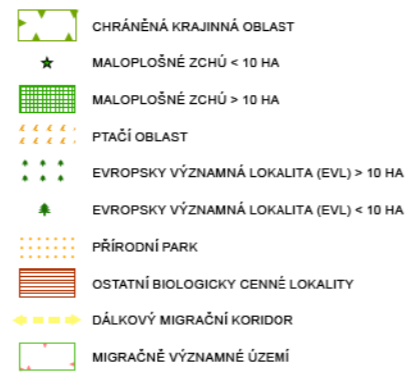 CHRÁNĚNÁ KRAJINNÁ OBLAST
MALOPLOŠNÉ ZCHÚ < 10 HA
MALOPLOŠNÉ ZCHÚ > 10 HA
PTAČÍ OBLAST
EVROPSKY VÝZNAMNÁ LOKALITA (EVL) > 10 HA
EVROPSKY VÝZNAMNÁ LOKALITA (EVL) < 10 HA
PŘÍRODNÍ PARK
OSTATNÍ BIOLOGICKY CENNÉ LOKALITY
DÁLKOVÝ MIGRAČNÍ KORIDOR
MIGRAČNĚ VÝZNAMNÉ ÚZEMÍ